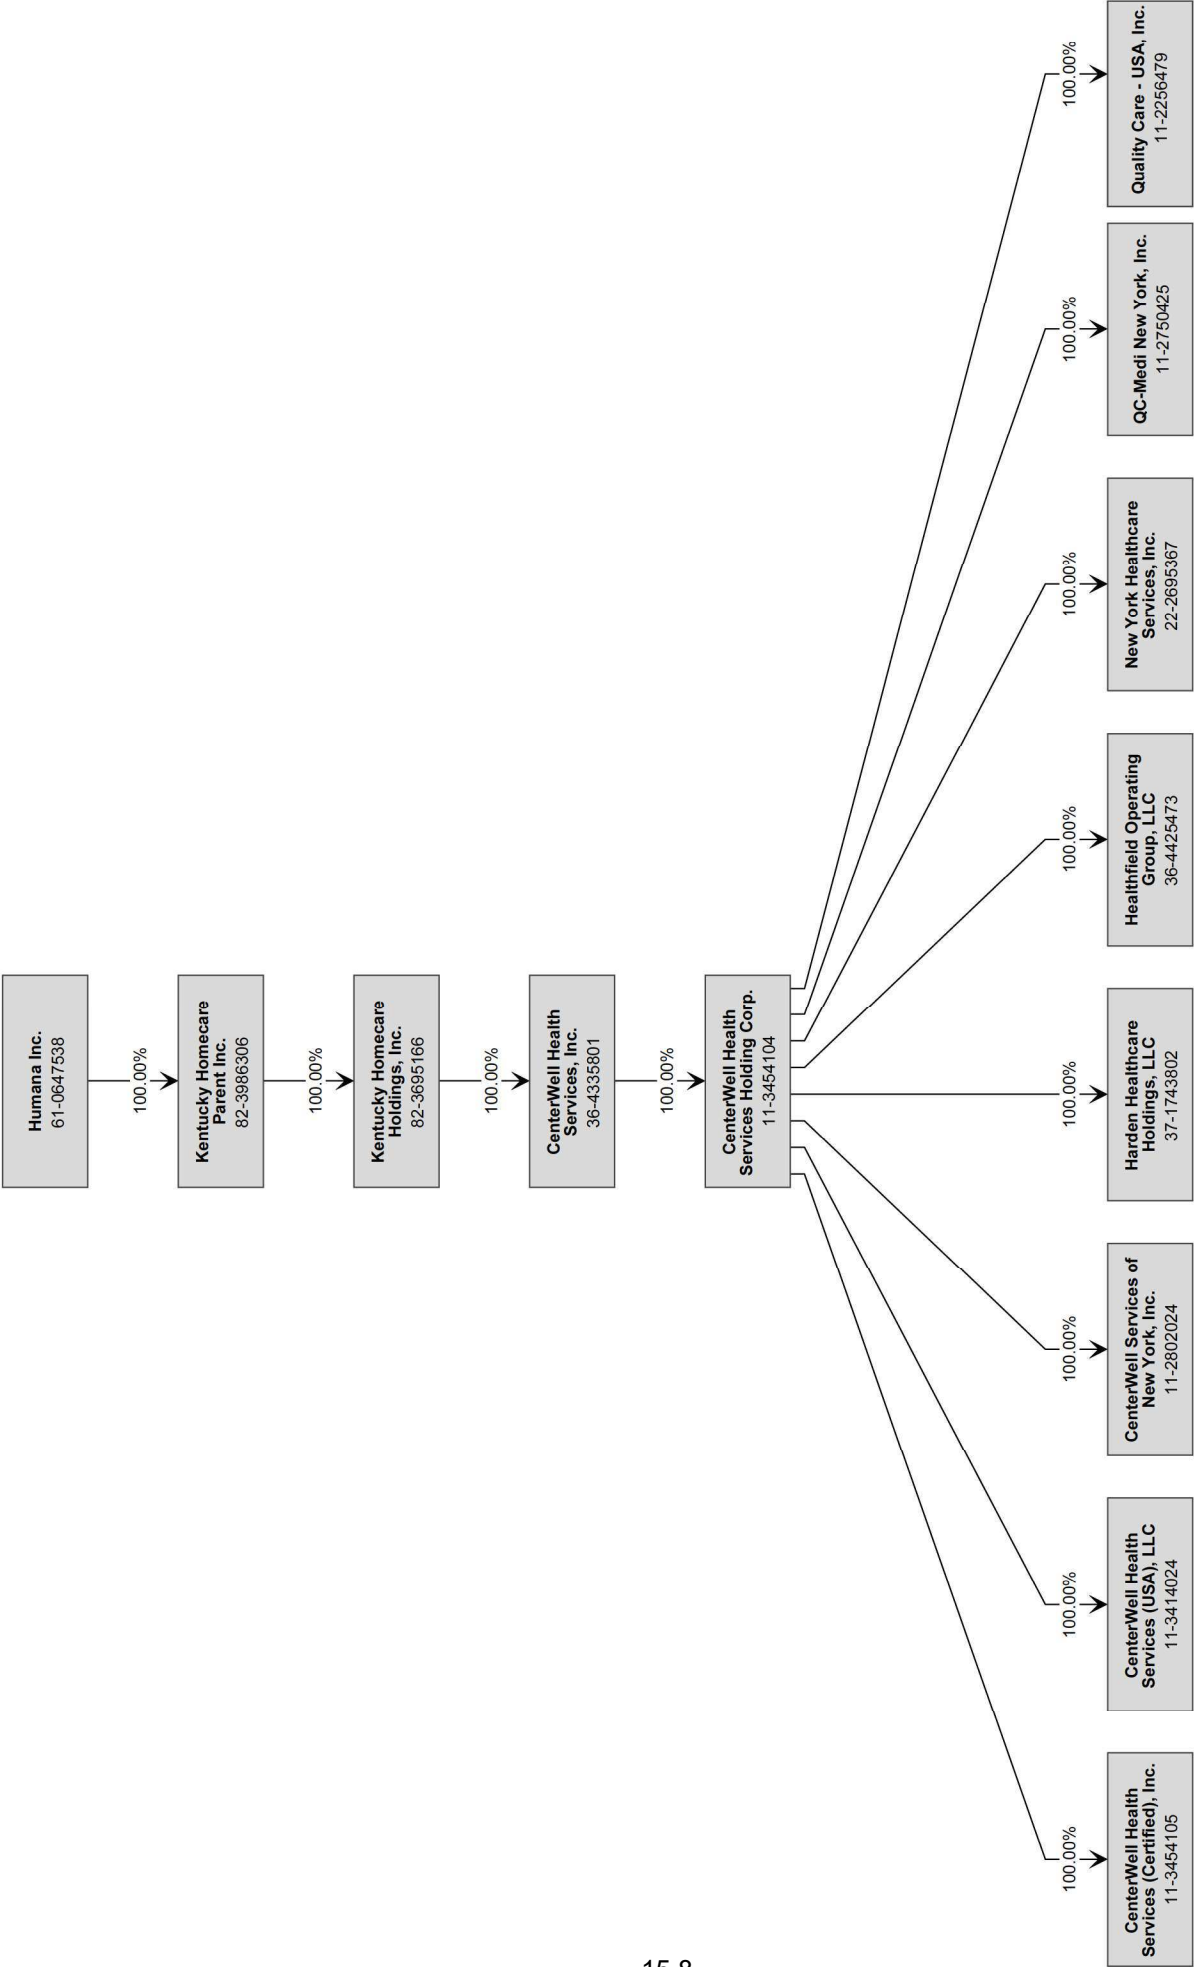 Humana Inc.
61-0647538
100.00%
Kentucky Homecare
Parent Inc.
82-3986306
100.00%
Kentucky Homecare
Holdings, Inc.
82-3695166
100.00%
CenterWell Health
Services, Inc.
36-4335801
100.00%
CenterWell Health
Services Holding Corp.
11-3454104
100.00%
CenterWell Health
Services (Certified), Inc.
11-3454105
100.00%
CenterWell Health
Services (USA), LLC
11-3414024
100.00%
CenterWell Services of
New York, Inc.
11-2802024
100.00%
Harden Healthcare
Holdings, LLC
37-1743802
100.00%
Healthfield Operating
Group, LLC
36-4425473
100.00%
New York Healthcare
Services, Inc.
22-2695367
100.00%
QC-Medi New York, Inc.
11-2750425
100.00%
Quality Care - USA, Inc.
11-2256479
15.8